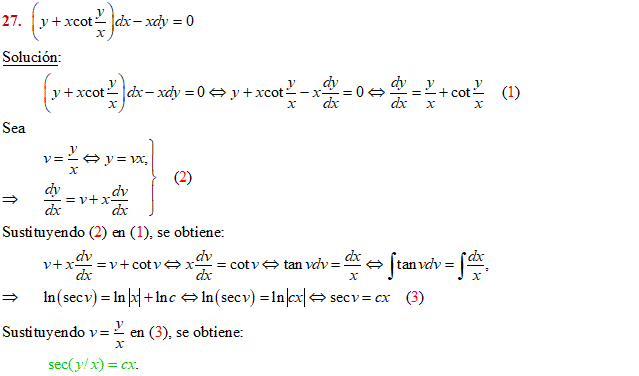 27. (y + x cot y/x) dx − xdy = 0
Solución:
(y + x cot y/x) dx − xdy = 0 ⇔ y + x cot y/x − x dy/dx = 0 ⇔ dy/dx = y/x + cot y/x (1)
Sea
v = y/x ⇔ y = vx,
⇒ dy/dx = v + x dv/dx } (2)
Sustituyendo (2) en (1), se obtiene:
v + x dv/dx = v + cot v ⇔ x dv/dx = cot v ⇔ tan vdv = dx/x ⇔ ∫ tan vdv = ∫ dx/x,
⇒ ln(sec v) = ln|x| + ln c ⇔ ln(sec v) = ln|cx| ⇔ sec v = cx (3)
Sustituyendo v = y/x en (3), se obtiene:
sec(y/x) = cx.